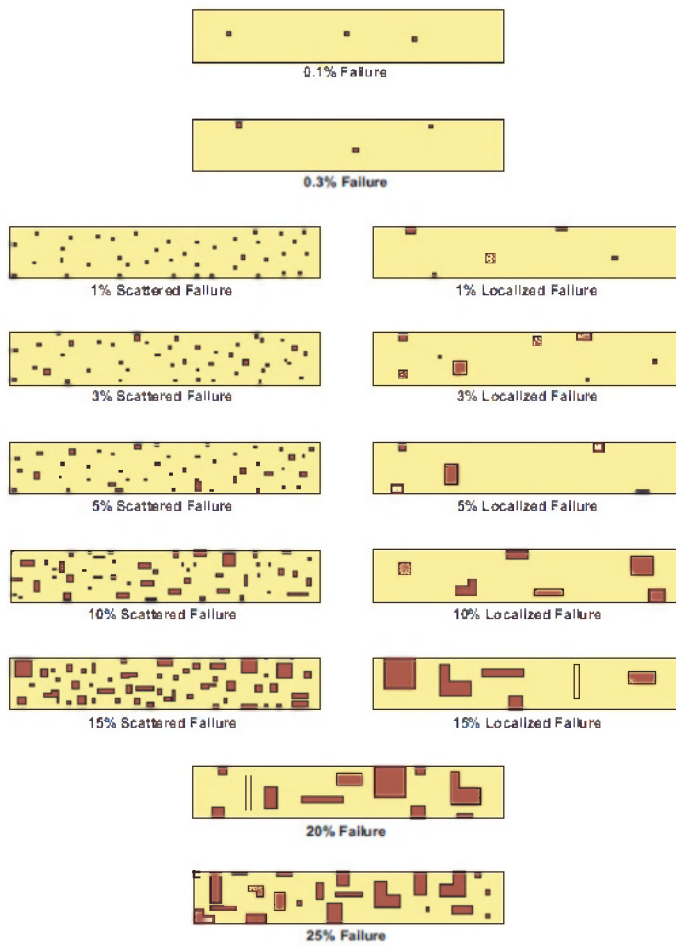 0.1% Failure
0.3% Failure
1% Scattered Failure
1% Localized Failure
3% Scattered Failure
3% Localized Failure
5% Scattered Failure
5% Localized Failure
10% Scattered Failure
10% Localized Failure
15% Scattered Failure
15% Localized Failure
20% Failure
25% Failure